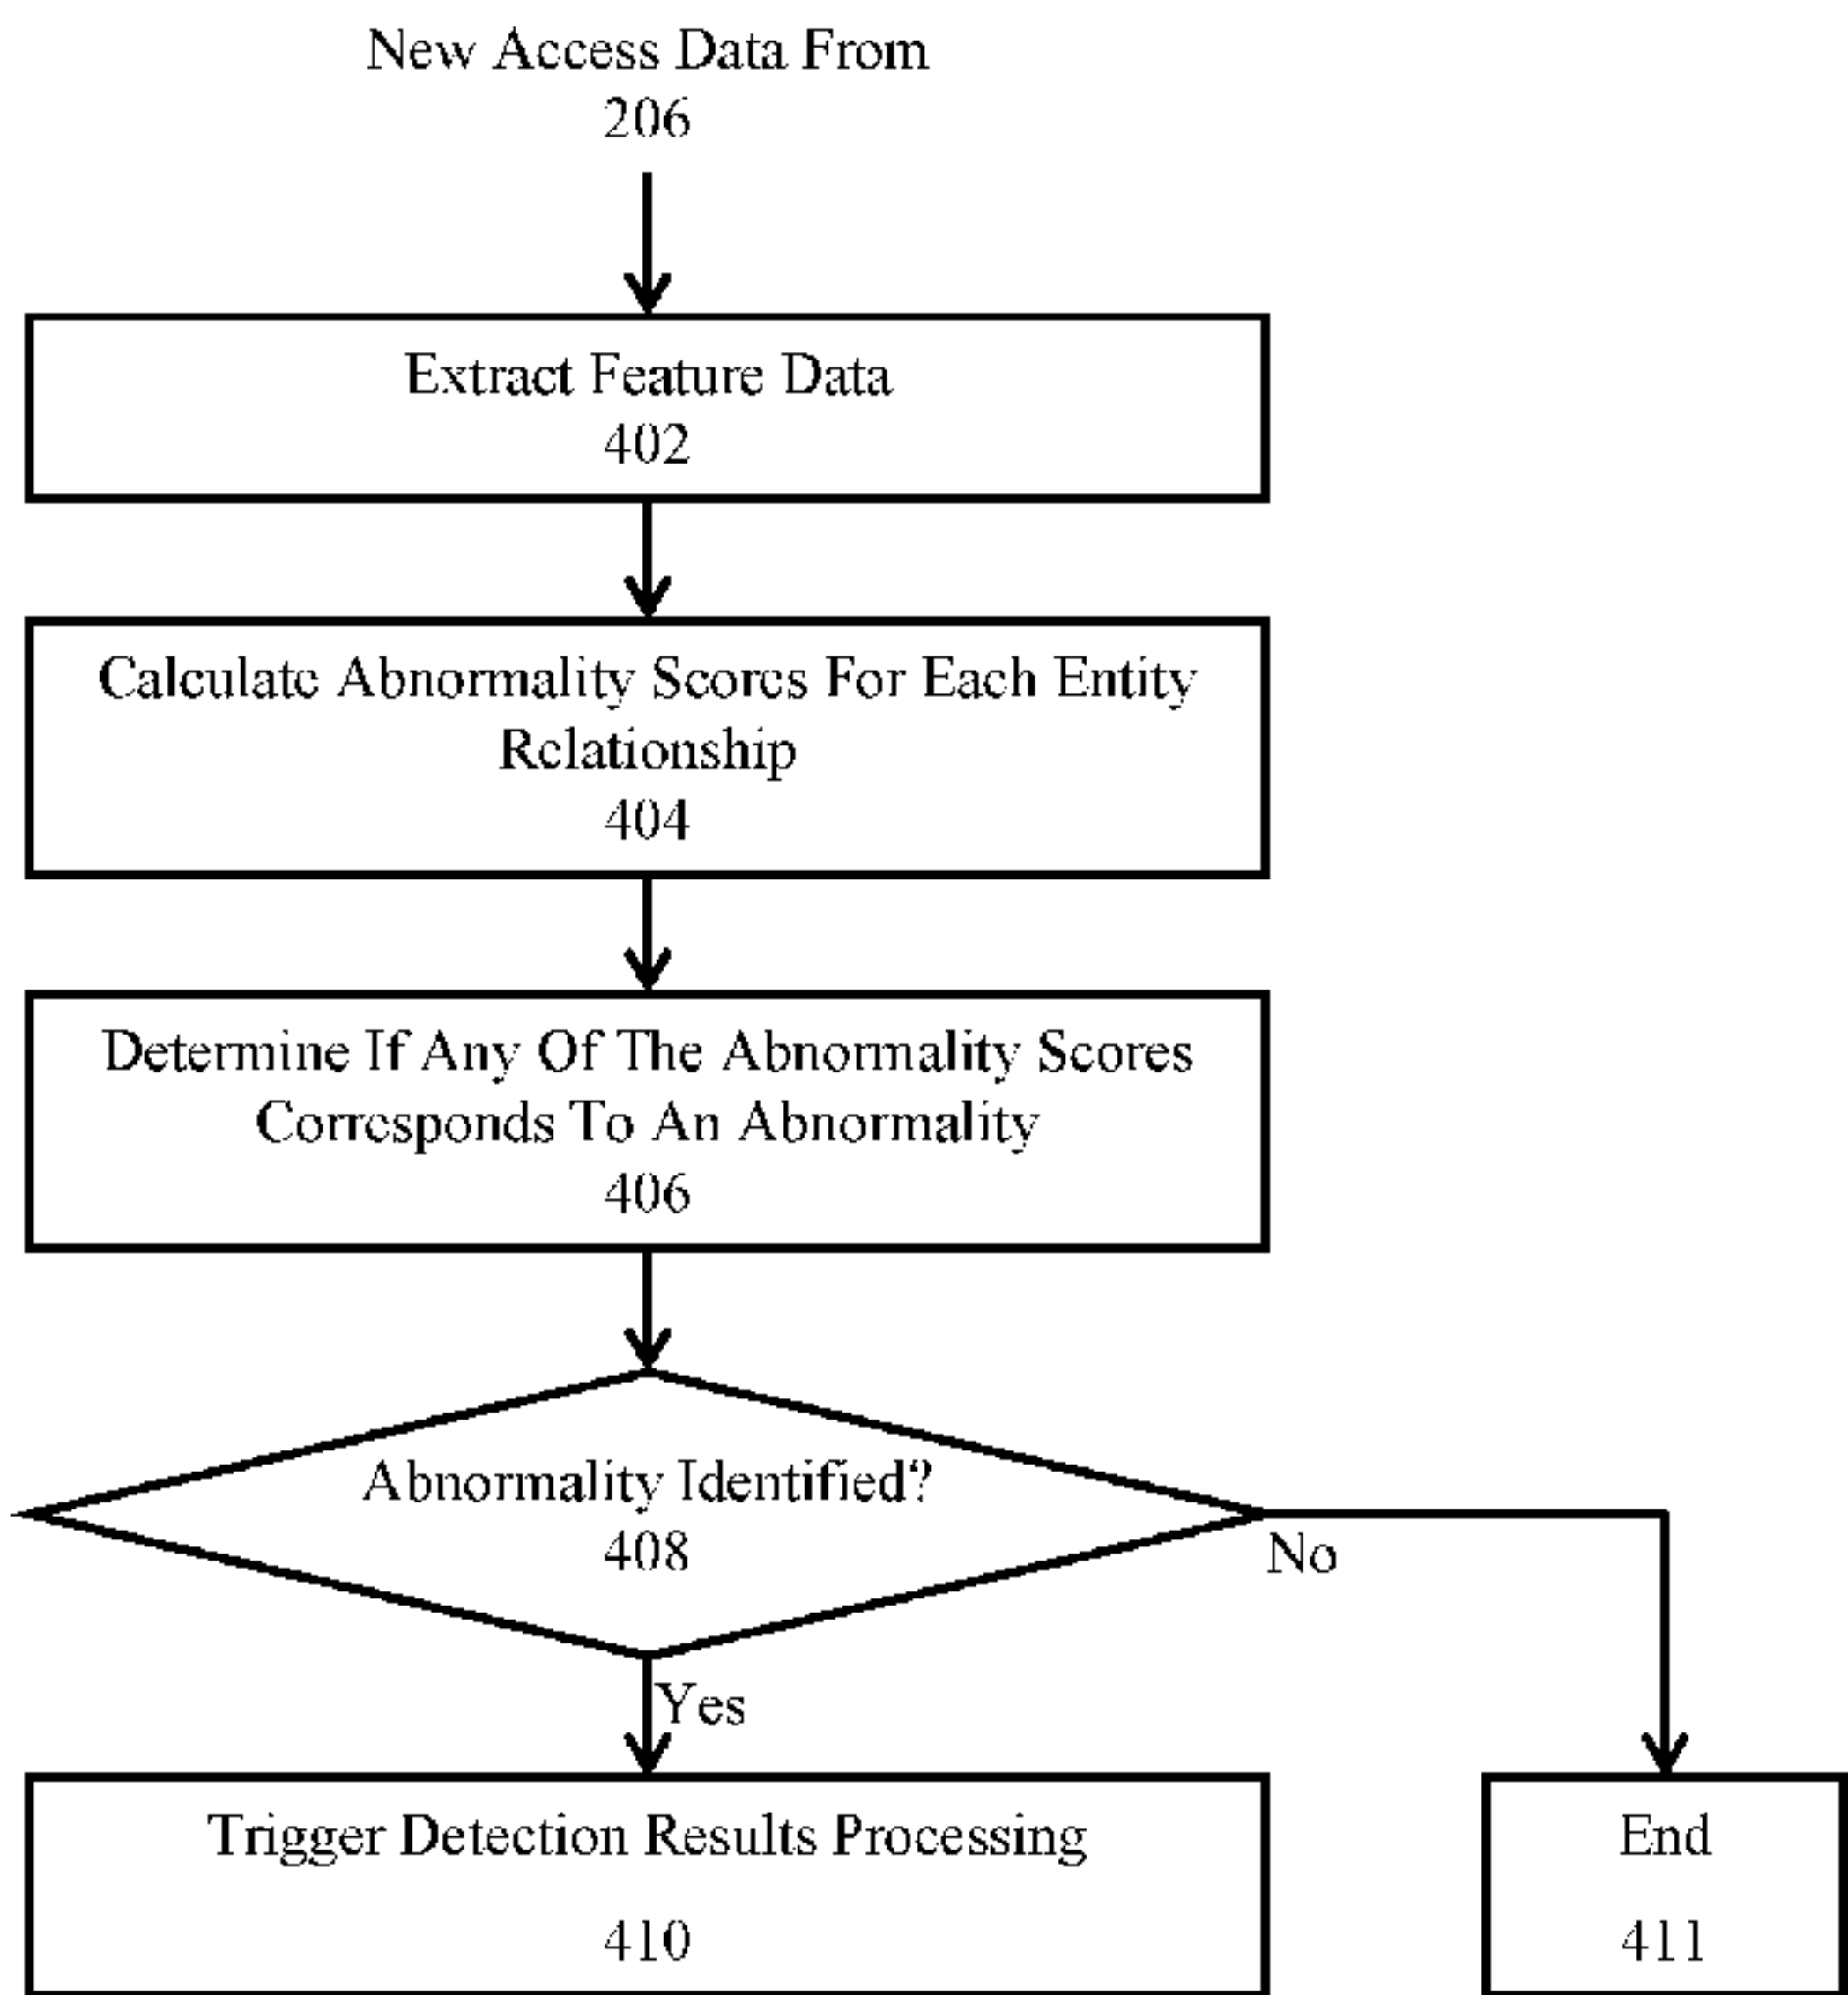 New Access Data From
206
Extract Feature Data
402
Calculate Abnormality Scores For Each Entity
Relationship
404
Determine If Any Of The Abnormality Scores
Corresponds To An Abnormality
406
Abnormality Identified?
408
No
Yes
Trigger Detection Results Processing
410
End
411